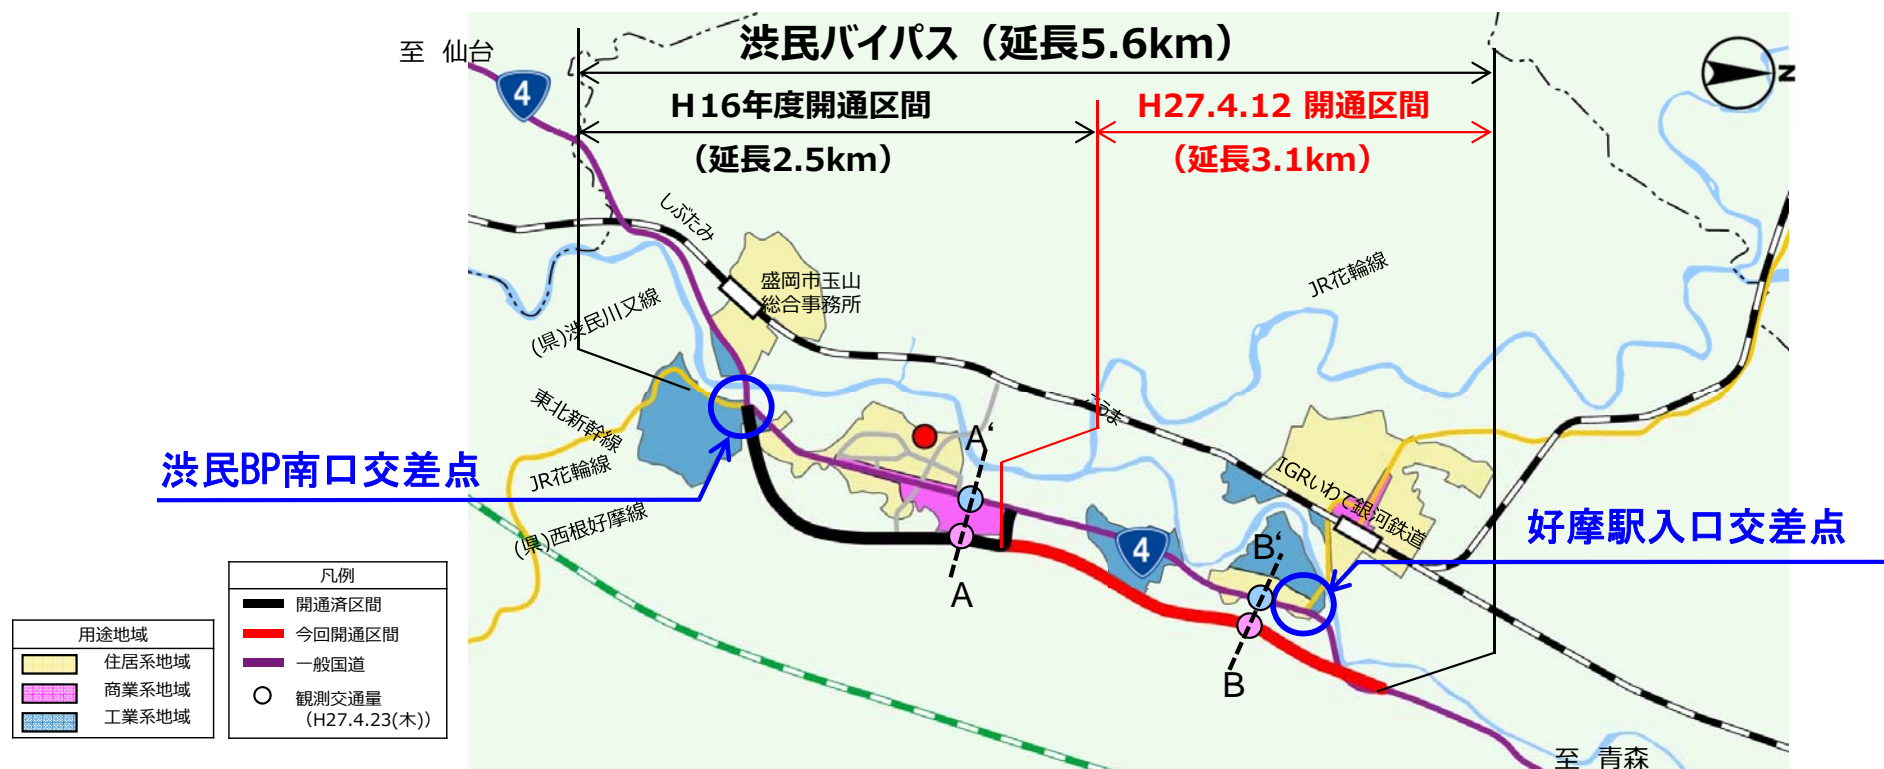 渋民バイパス（延長5.6km）
至 仙台
4
N
H16年度開通区間
（延長2.5km）
H27.4.12 開通区間
（延長3.1km）
しぶたみ
盛岡市玉山
総合事務所
JR花輪線
(県)渋民川又線
東北新幹線
JR花輪線
(県)西根好摩線
渋民BP南口交差点
A‘
A
こうま
IGRいわて銀河鉄道
4
B‘
B
好摩駅入口交差点
至 青森
用途地域
住居系地域
商業系地域
工業系地域
凡例
開通済区間
今回開通区間
一般国道
観測交通量
（H27.4.23(木)）